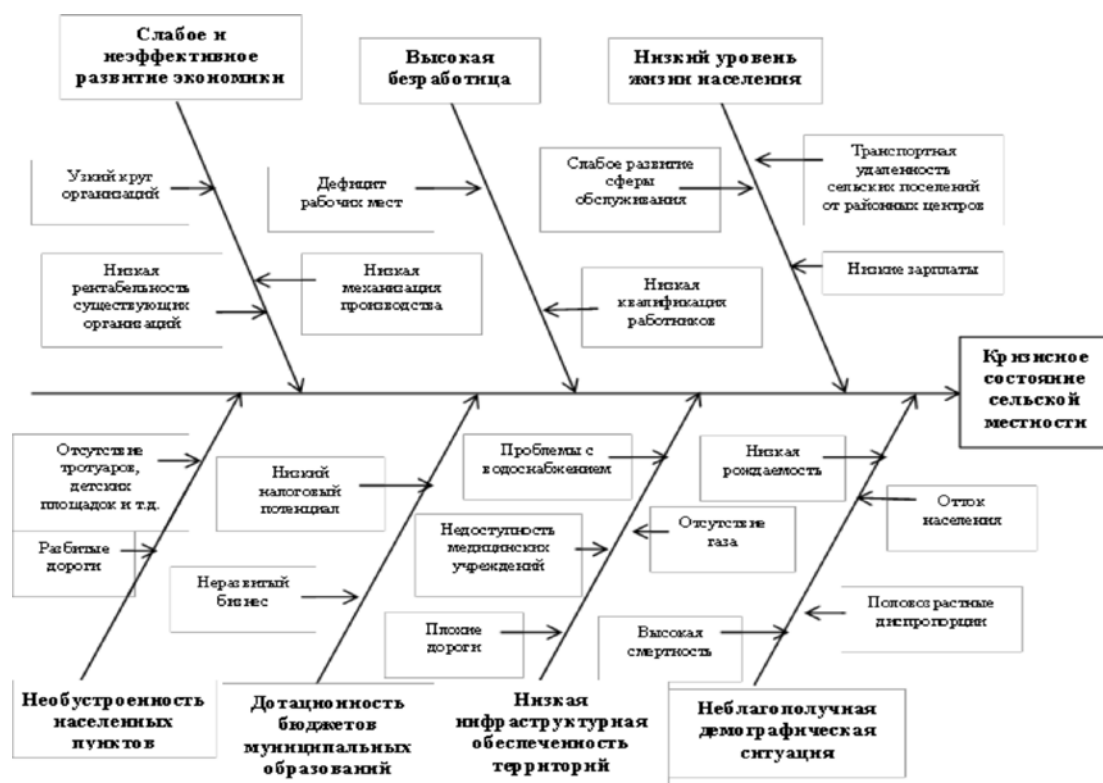 Слабое и
неэффективное
развитие экономики
Высокая
безработица
Низкий уровень
жизни населения
Узкий круг
организаций
Дефицит
рабочих мест
Слабое развитие
сферы
обслуживания
Транспортная
удаленность
сельских поселений
от районных центров
Низкая
рентабельность
существующих
организаций
Низкая
механизация
производства
Низкая
квалификация
работников
Низкие зарплаты
Кризисное
состояние
сельской
местности
Отсутствие
тротуаров,
детских
площадок и т.д.
Низкий
налоговый
потенциал
Проблемы с
водоснабжением
Низкая
рождаемость
Отток
населения
Разбитые
дороги
Недоступность
медицинских
учреждений
Отсутствие
газа
Неразвитый
бизнес
Плохие
дороги
Высокая
смертность
Половозрастные
диспропорции
Необустроенность
населенных
пунктов
Дотационность
бюджетов
муниципальных
образований
Низкая
инфраструктурная
обеспеченность
территорий
Неблагополучная
демографическая
ситуация